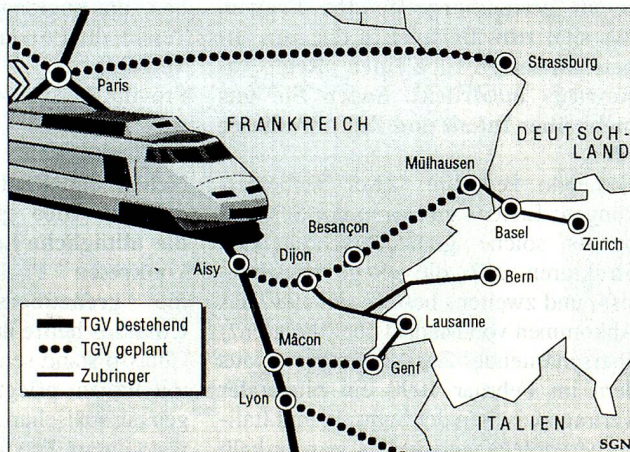 Paris
Strassburg
FRANKREICH
DEUTSCH-
LAND
Mülhausen
Besançon
Basel
Zürich
Dijon
Aisy
Bern
Lausanne
TGV bestehend
TGV geplant
Zubringer
Mâcon
Genf
Lyon
ITALIEN
SGN